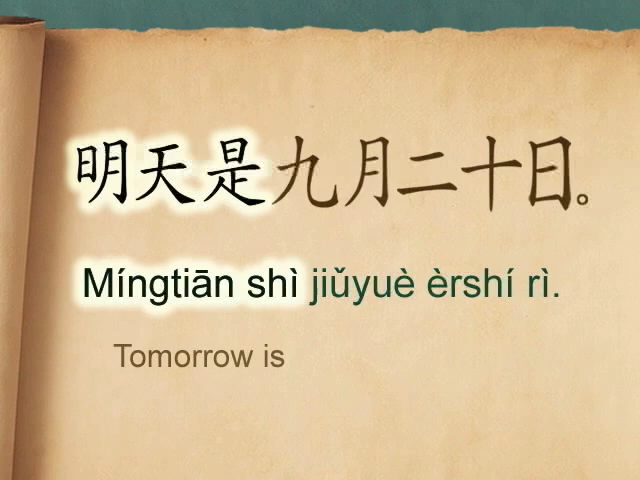 明天是九月二十日。
Míngtiān shì jiǔyuè èrshí rì.
Tomorrow is